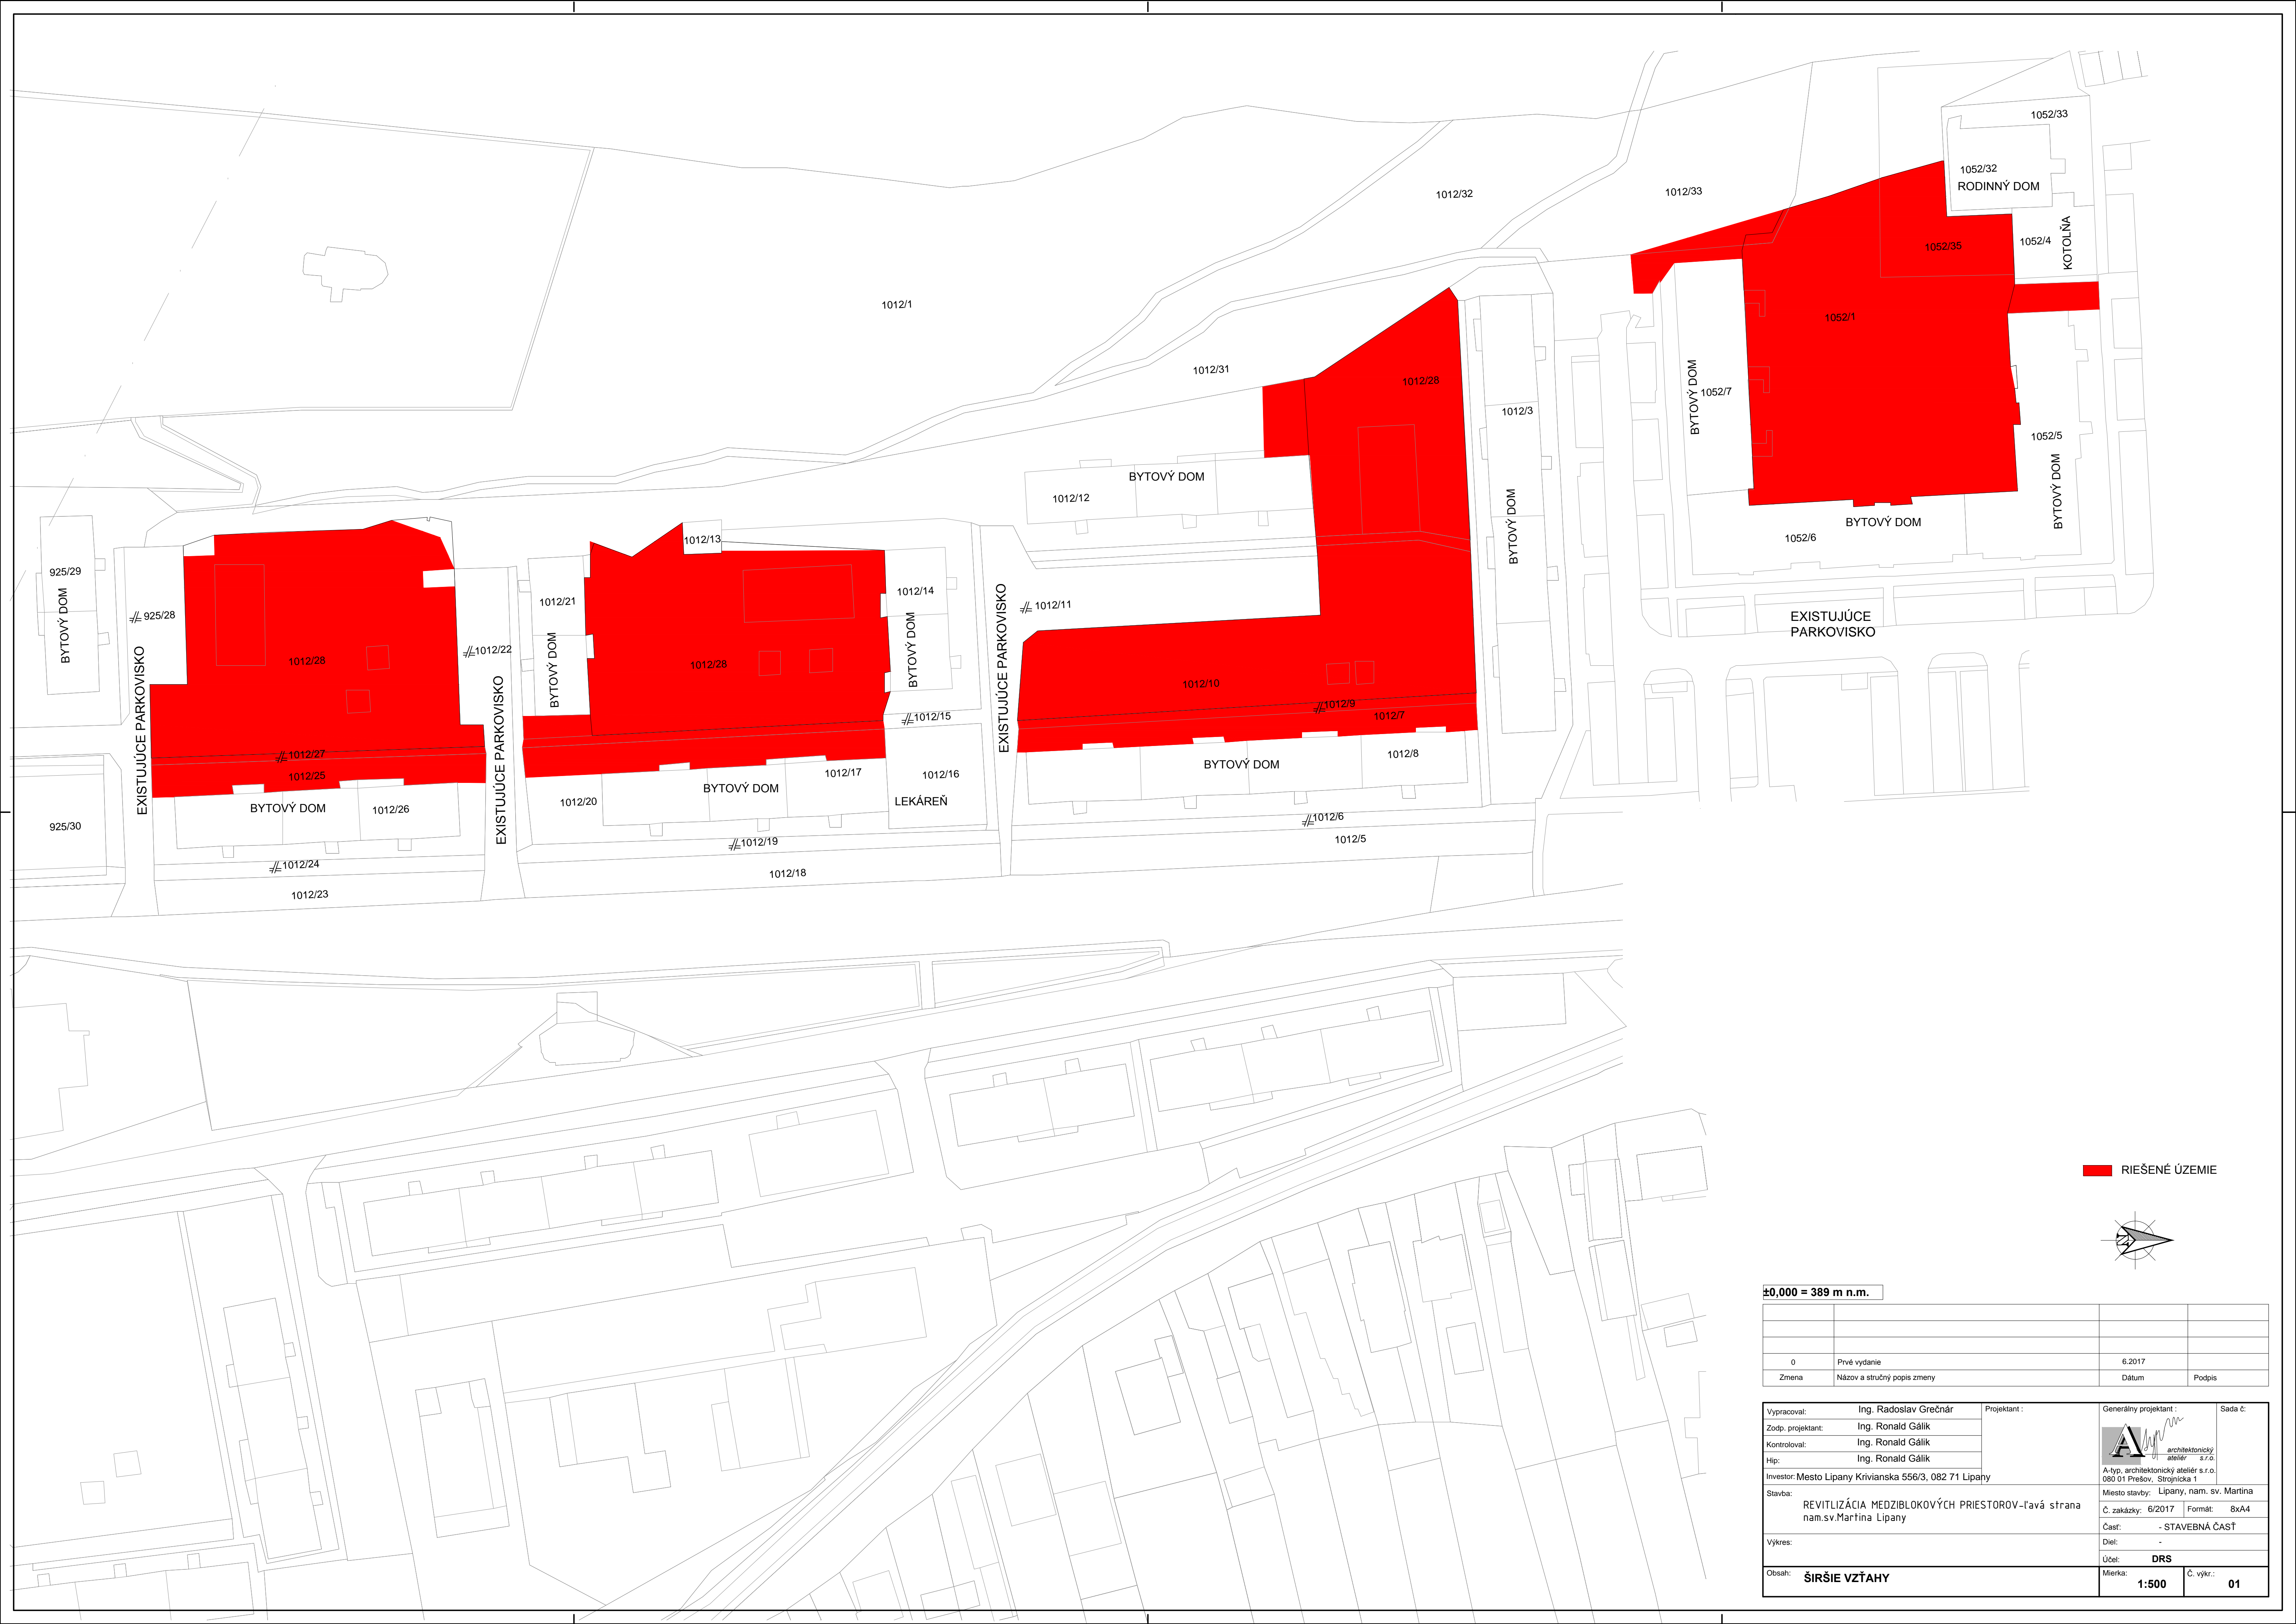 1052/33
1052/32
RODINNÝ DOM
1012/32
1012/33
1052/35
1052/4
KOTOLŇA
1012/1
1052/1
1012/31
1012/28
1012/3
BYTOVÝ DOM
1052/7
1052/5
BYTOVÝ DOM
BYTOVÝ DOM
1012/12
BYTOVÝ DOM
BYTOVÝ DOM
1052/6
1012/13
925/29
BYTOVÝ DOM
925/28
1012/21
1012/14
1012/11
EXISTUJÚCE
PARKOVISKO
1012/28
1012/22
BYTOVÝ DOM
1012/28
BYTOVÝ DOM
EXISTUJÚCE PARKOVISKO
EXISTUJÚCE PARKOVISKO
EXISTUJÚCE PARKOVISKO
1012/10
1012/9
1012/7
1012/15
1012/27
1012/25
BYTOVÝ DOM
1012/26
1012/20
BYTOVÝ DOM
1012/17
1012/16
LEKÁREŇ
BYTOVÝ DOM
1012/8
925/30
1012/6
1012/5
1012/24
1012/19
1012/23
1012/18
RIEŠENÉ ÚZEMIE
±0,000 = 389 m n.m.
0 Prvé vydanie 6.2017
Zmena Názov a stručný popis zmeny Dátum Podpis
Vypracoval: Ing. Radoslav Grečnár
Zodp. projektant: Ing. Ronald Gálik
Kontroloval: Ing. Ronald Gálik
Hip: Ing. Ronald Gálik
Projektant :
Generálny projektant :
Sada č:
A typ
architektonický
ateliér s.r.o.
A-typ, architektonický ateliér s.r.o.
080 01 Prešov, Strojnícka 1
Investor: Mesto Lipany Krivianska 556/3, 082 71 Lipany
Miesto stavby: Lipany, nam. sv. Martina
Stavba:
REVITLIZÁCIA MEDZIBLOKOVÝCH PRIESTOROV-ľavá strana
nam.sv.Martina Lipany
Č. zakázky: 6/2017 Formát: 8xA4
Časť: - STAVEBNÁ ČASŤ
Výkres:
Diel: -
Účel: DRS
Obsah: ŠIRŠIE VZŤAHY
Mierka:
1:500
Č. výkr.:
01